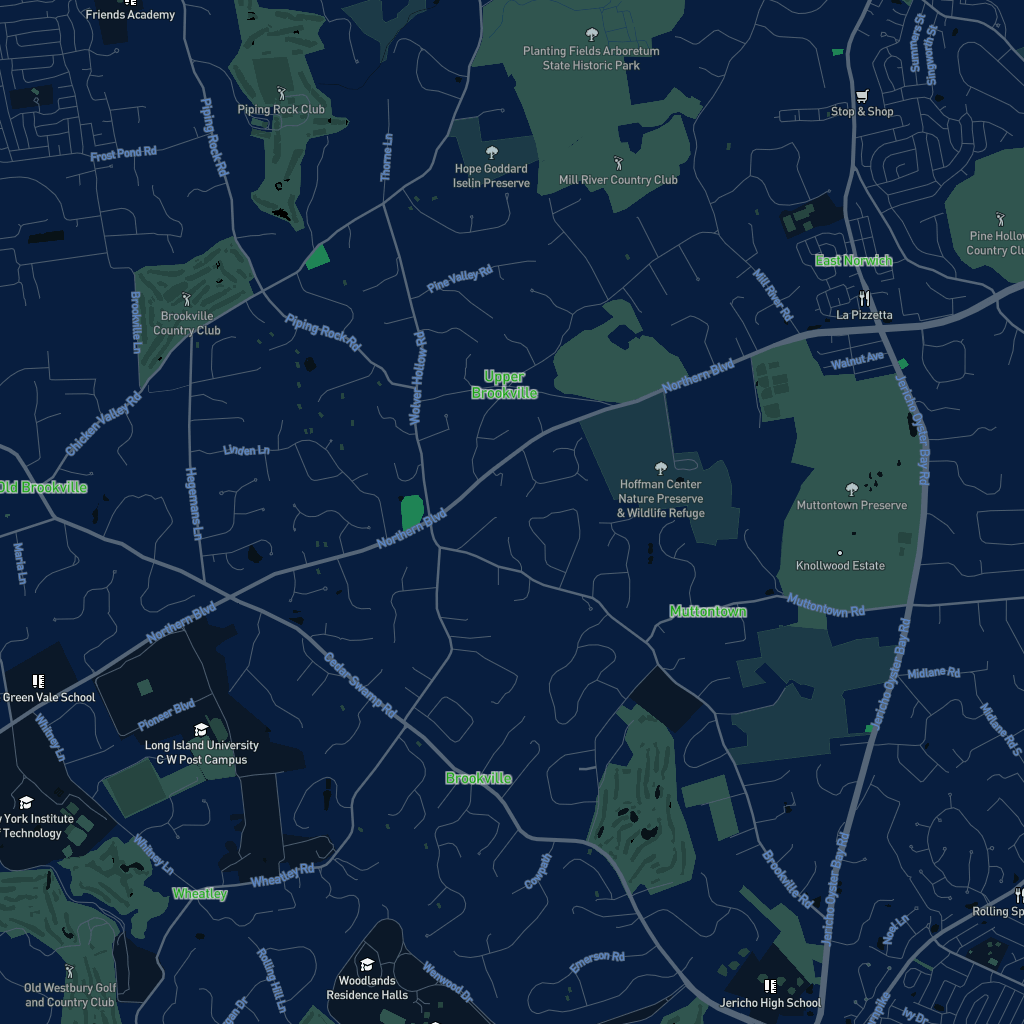 Friends Academy
Summers St
Singworth St
Planting Fields Arboretum
State Historic Park
Piping Rock Club
Stop & Shop
Piping Rock Rd
Frost Pond Rd
Thorne Ln
Hope Goddard
Iselin Preserve
Mill River Country Club
Pine Hollow
Country Clu
East Norwich
Pine Valley Rd
Mill River Rd
Brookville Ln
Brookville
Country Club
La Pizzetta
Piping Rock Rd
Wolver Hollow Rd
Walnut Ave
Upper
Brookville
Northern Blvd
Jericho Oyster Bay Rd
Chicken Valley Rd
Linden Ln
Old Brookville
Hegemans Ln
Hoffman Center
Nature Preserve
& Wildlife Refuge
Muttontown Preserve
Northern Blvd
Maria Ln
Knollwood Estate
Northern Blvd
Muttontown
Muttontown Rd
Green Vale School
Cedar Swamp Rd
Jericho Oyster Bay Rd
Midlane Rd
Whitney Ln
Pioneer Blvd
Midlane Rd S
Long Island University
C W Post Campus
Brookville
York Institute
Technology
Whitney Ln
Wheatley
Wheatley Rd
Cowpath
Brookville Rd
Jericho Oyster Bay Rd
Rolling Sp
Noel Ln
Old Westbury Golf
and Country Club
Rolling Hill Ln
Woodlands
Residence Halls
Wenwood Dr
Emerson Rd
Jericho High School
Ivy Dr